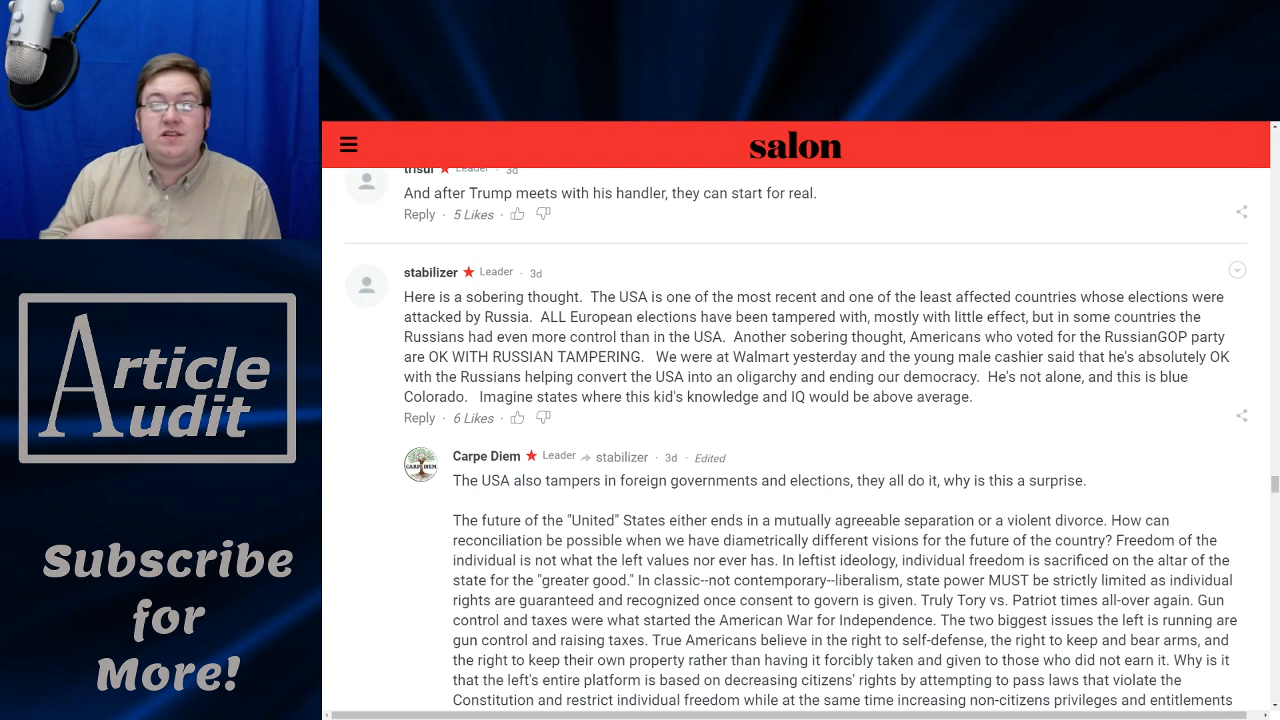 salon
trisul ★ Leader · 3d
And after Trump meets with his handler, they can start for real.
Reply · 5 Likes ·
stabilizer ★ Leader · 3d
Here is a sobering thought.  The USA is one of the most recent and one of the least affected countries whose elections were
attacked by Russia.  ALL European elections have been tampered with, mostly with little effect, but in some countries the
Russians had even more control than in the USA.  Another sobering thought, Americans who voted for the RussianGOP party
are OK WITH RUSSIAN TAMPERING.   We were at Walmart yesterday and the young male cashier said that he's absolutely OK
with the Russians helping convert the USA into an oligarchy and ending our democracy.  He's not alone, and this is blue
Colorado.   Imagine states where this kid's knowledge and IQ would be above average.
Reply · 6 Likes ·
CARPE DIEM
Carpe Diem ★ Leader stabilizer · 3d · Edited
The USA also tampers in foreign governments and elections, they all do it, why is this a surprise.
The future of the "United" States either ends in a mutually agreeable separation or a violent divorce. How can
reconciliation be possible when we have diametrically different visions for the future of the country? Freedom of the
individual is not what the left values nor ever has. In leftist ideology, individual freedom is sacrificed on the altar of the
state for the "greater good." In classic--not contemporary--liberalism, state power MUST be strictly limited as individual
rights are guaranteed and recognized once consent to govern is given. Truly Tory vs. Patriot times all-over again. Gun
control and taxes were what started the American War for Independence. The two biggest issues the left is running are
gun control and raising taxes. True Americans believe in the right to self-defense, the right to keep and bear arms, and
the right to keep their own property rather than having it forcibly taken and given to those who did not earn it. Why is it
that the left's entire platform is based on decreasing citizens' rights by attempting to pass laws that violate the
Constitution and restrict individual freedom while at the same time increasing non-citizens privileges and entitlements
Article
Audit
Subscribe
for
More!